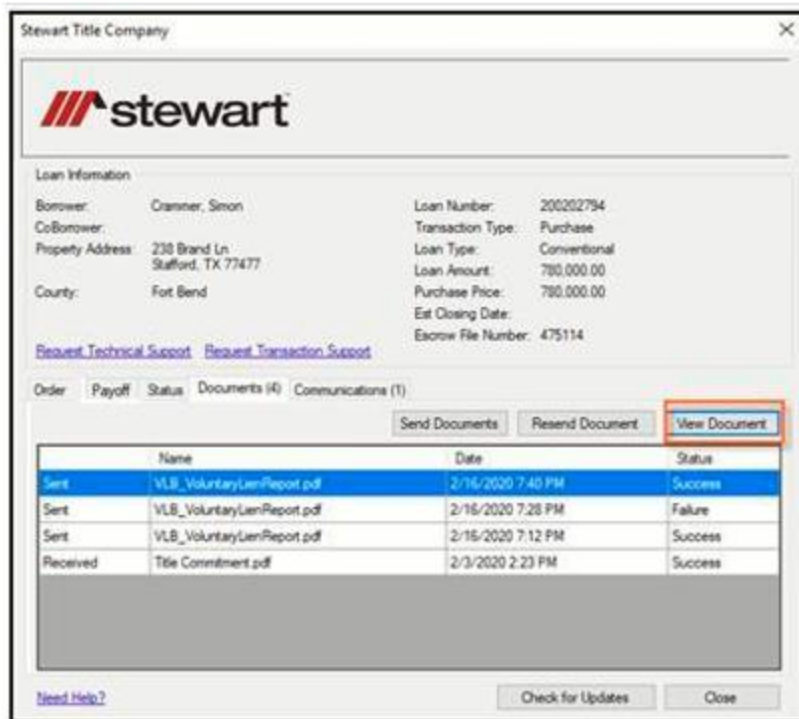 Stewart Title Company
stewart
Loan Information
Borrower: Crammer, Simon
CoBorrower:
Property Address: 238 Brand Ln
Stafford, TX 77477
County: Fort Bend
Loan Number: 200202794
Transaction Type: Purchase
Loan Type: Conventional
Loan Amount: 780,000.00
Purchase Price: 780,000.00
Est Closing Date:
Escrow File Number: 475114
Request Technical Support Request Transaction Support
Order Payoff Status Documents (4) Communications (1)
Send Documents Resend Document View Document
Name Date Status
Sent VLB_VoluntaryLienReport.pdf 2/16/2020 7:40 PM Success
Sent VLB_VoluntaryLienReport.pdf 2/16/2020 7:28 PM Failure
Sent VLB_VoluntaryLienReport.pdf 2/16/2020 7:12 PM Success
Received Title Commitment.pdf 2/3/2020 2:23 PM Success
Need Help? Check for Updates Close